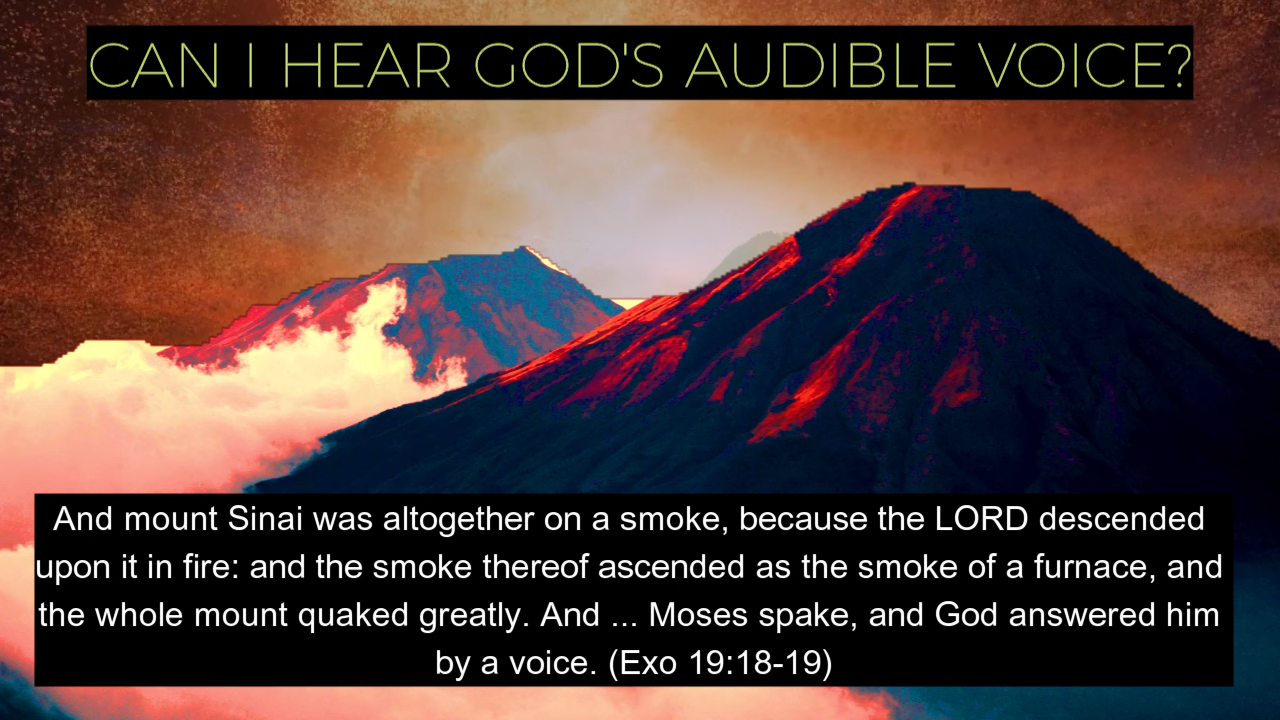 CAN I HEAR GOD'S AUDIBLE VOICE?
And mount Sinai was altogether on a smoke, because the LORD descended
upon it in fire: and the smoke thereof ascended as the smoke of a furnace, and
the whole mount quaked greatly. And ... Moses spake, and God answered him
by a voice. (Exo 19:18-19)